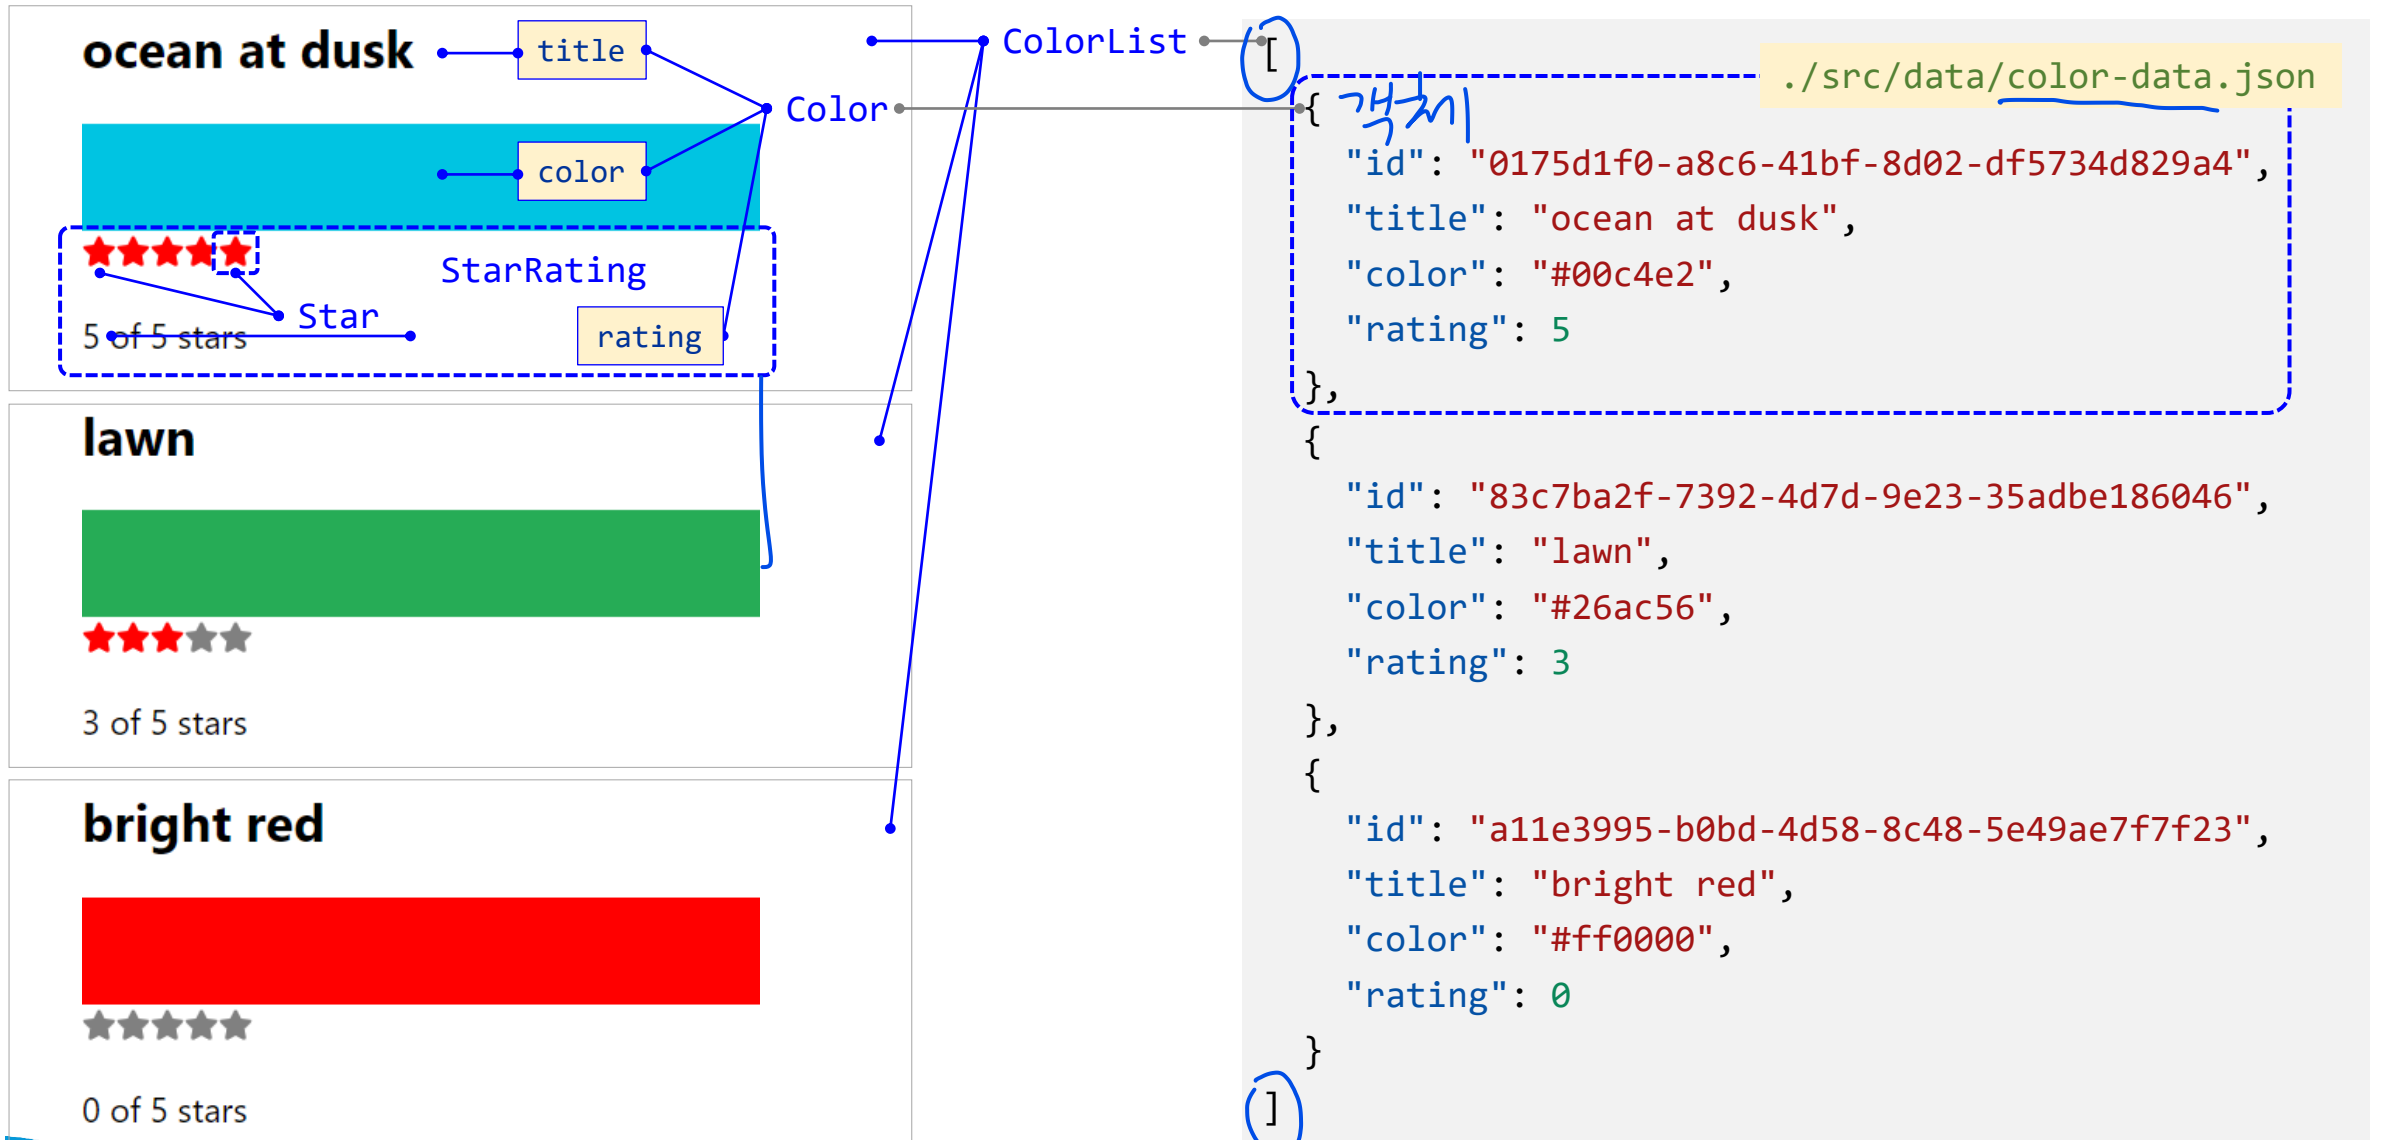 ocean at dusk
title
color
StarRating
Star
5 of 5 stars
rating
Color
ColorList
lawn
3 of 5 stars
bright red
0 of 5 stars
./src/data/color-data.json
[
{ 객체
"id": "0175d1f0-a8c6-41bf-8d02-df5734d829a4",
"title": "ocean at dusk",
"color": "#00c4e2",
"rating": 5
},
{
"id": "83c7ba2f-7392-4d7d-9e23-35adbe186046",
"title": "lawn",
"color": "#26ac56",
"rating": 3
},
{
"id": "a11e3995-b0bd-4d58-8c48-5e49ae7f7f23",
"title": "bright red",
"color": "#ff0000",
"rating": 0
}
]